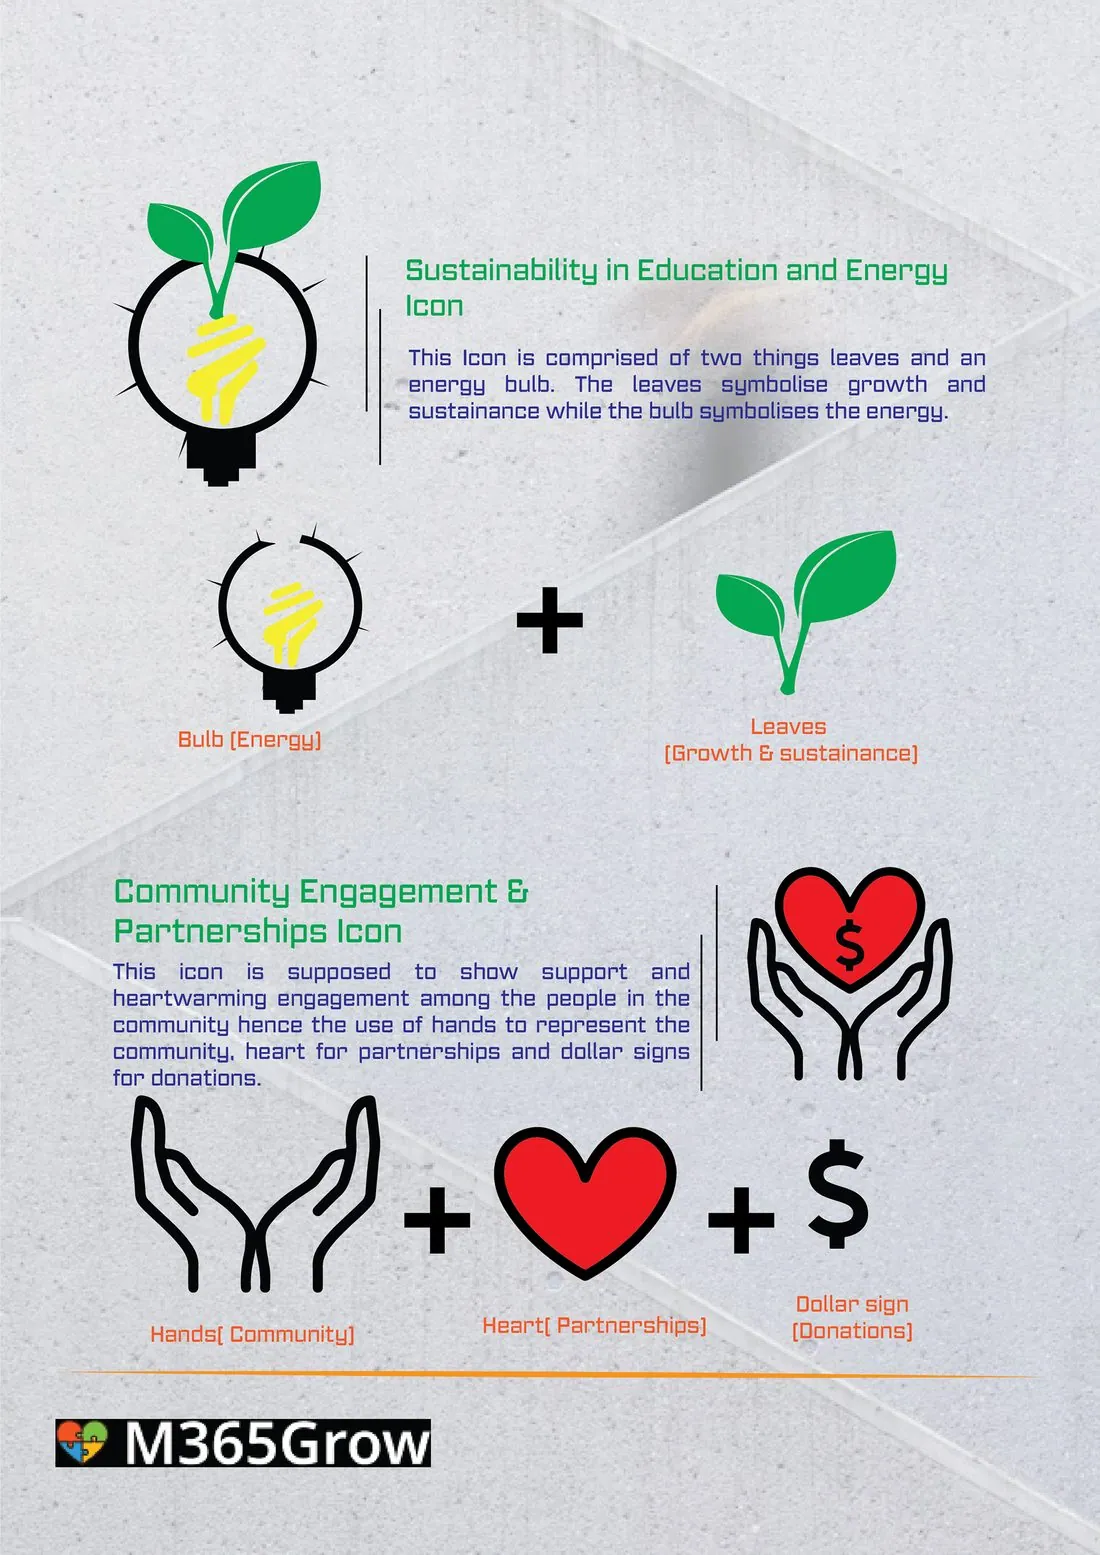 Sustainability in Education and Energy
Icon
This Icon is comprised of two things leaves and an
energy bulb. The leaves symbolise growth and
sustainance while the bulb symbolises the energy.
Bulb [Energy]
+
Leaves
[Growth & sustainance]
Community Engagement &
Partnerships Icon
This icon is supposed to show support and
heartwarming engagement among the people in the
community hence the use of hands to represent the
community, heart for partnerships and dollar signs
for donations.
$
+
+
$
Hands[ Community]
Heart[ Partnerships]
Dollar sign
[Donations]
M365Grow